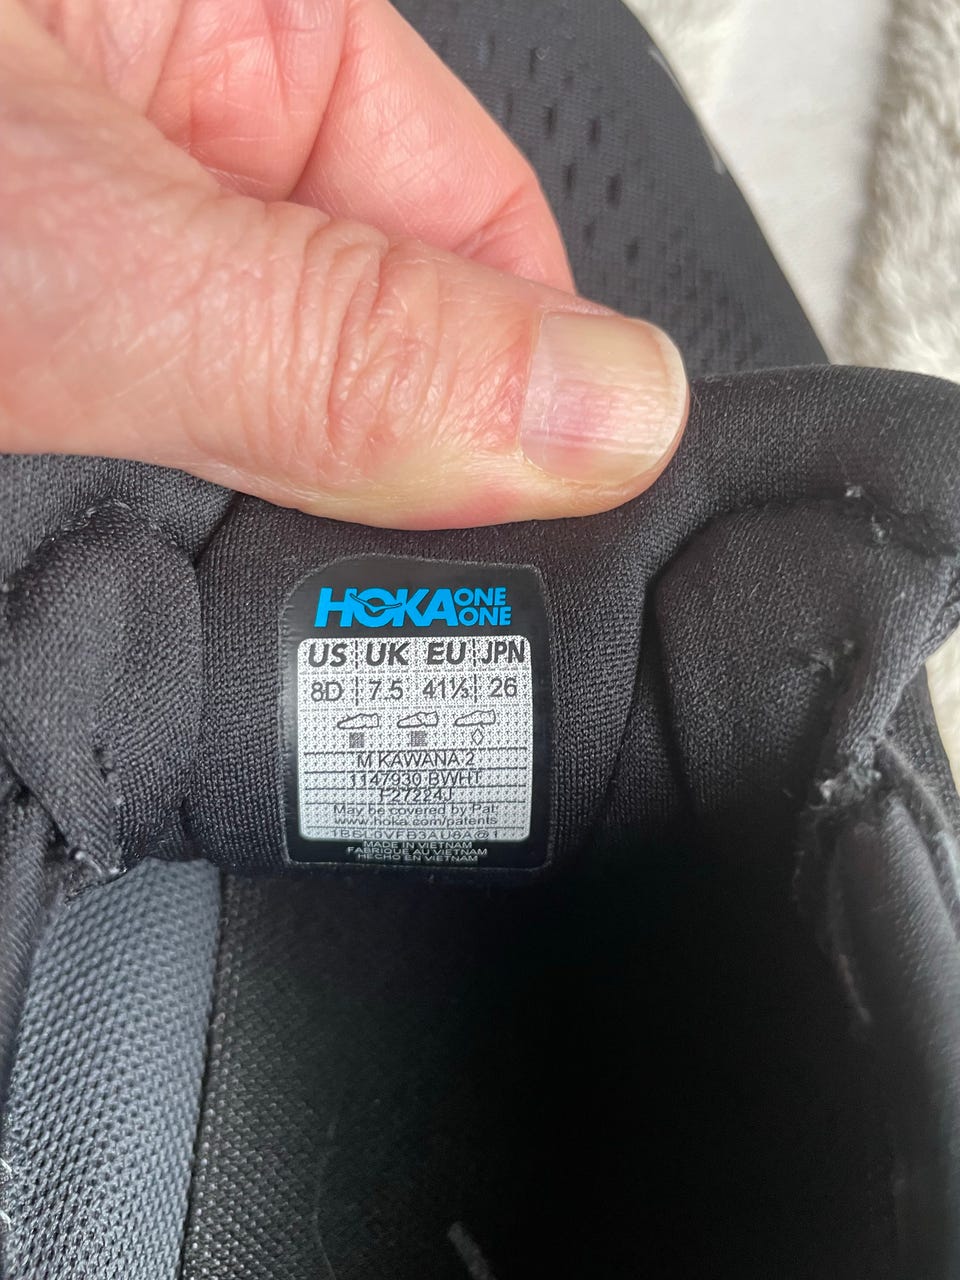 HOKA ONE ONE
US UK EU JPN
8D 7.5 41⅓ 26
M KAWANA 2
1147930 BWHT
F27224J
May be covered by Pat.
www.hoka.com/patents
MADE IN VIETNAM
FABRIQUE AU VIETNAM
HECHO EN VIETNAM